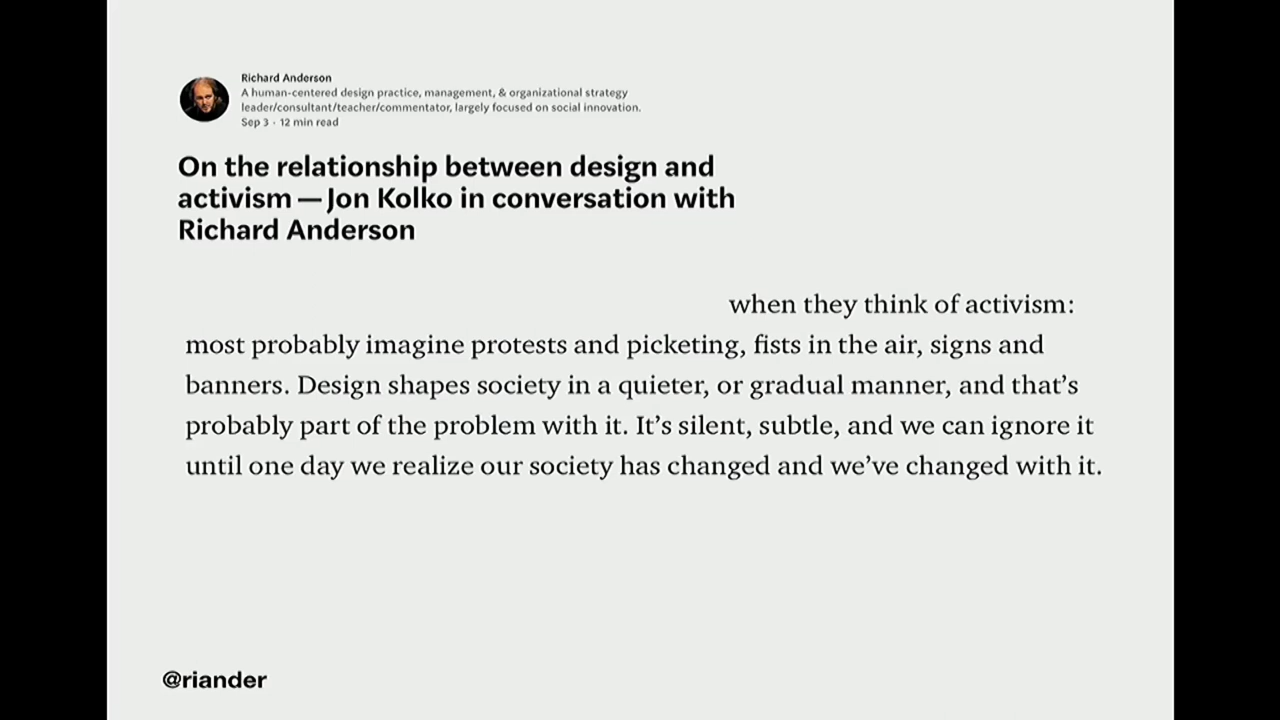 Richard Anderson
A human-centered design practice, management, & organizational strategy
leader/consultant/teacher/commentator, largely focused on social innovation.
Sep 3 · 12 min read
On the relationship between design and
activism — Jon Kolko in conversation with
Richard Anderson
when they think of activism:
most probably imagine protests and picketing, fists in the air, signs and
banners. Design shapes society in a quieter, or gradual manner, and that’s
probably part of the problem with it. It’s silent, subtle, and we can ignore it
until one day we realize our society has changed and we’ve changed with it.
@riander